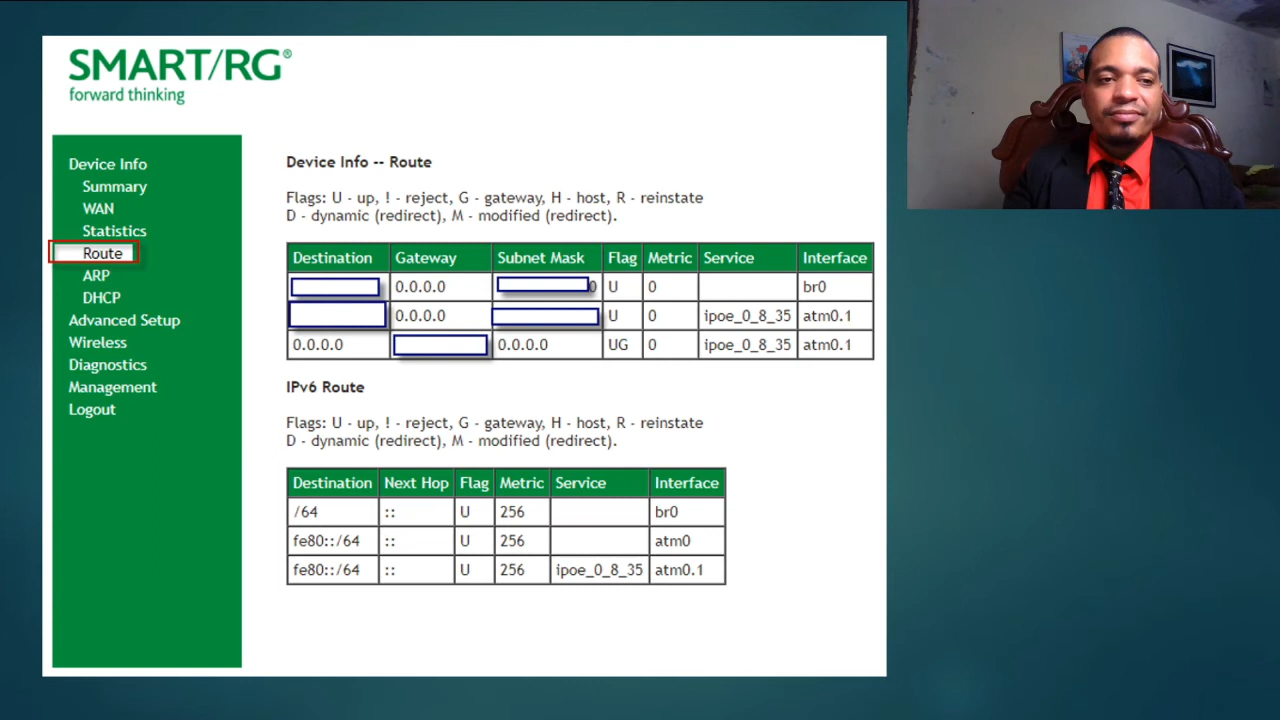 SMART/RG®
forward thinking
Device Info
Summary
WAN
Statistics
Route
ARP
DHCP
Advanced Setup
Wireless
Diagnostics
Management
Logout
Device Info -- Route
Flags: U - up, ! - reject, G - gateway, H - host, R - reinstate
D - dynamic (redirect), M - modified (redirect).
Destination Gateway Subnet Mask Flag Metric Service Interface
0.0.0.0 0 U 0 br0
0.0.0.0 U 0 ipoe_0_8_35 atm0.1
0.0.0.0 0.0.0.0 UG 0 ipoe_0_8_35 atm0.1
IPv6 Route
Flags: U - up, ! - reject, G - gateway, H - host, R - reinstate
D - dynamic (redirect), M - modified (redirect).
Destination Next Hop Flag Metric Service Interface
/64 :: U 256 br0
fe80::/64 :: U 256 atm0
fe80::/64 :: U 256 ipoe_0_8_35 atm0.1